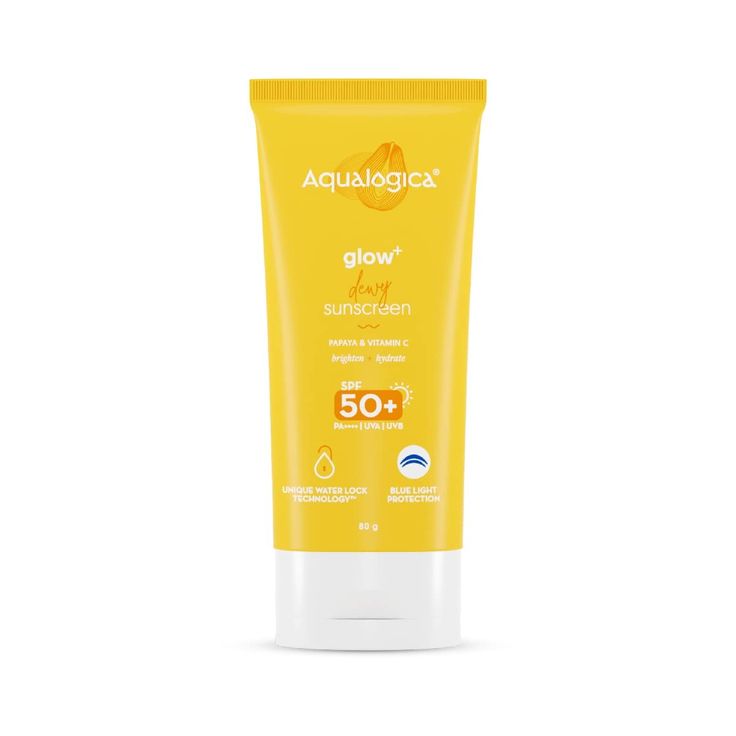 Aqualogica®
glow+
dewy
sunscreen
PAPAYA & VITAMIN C
brighten • hydrate
SPF
50+
PA++++ | UVA | UVB
UNIQUE WATER LOCK
TECHNOLOGY™
BLUE LIGHT
PROTECTION
80 g